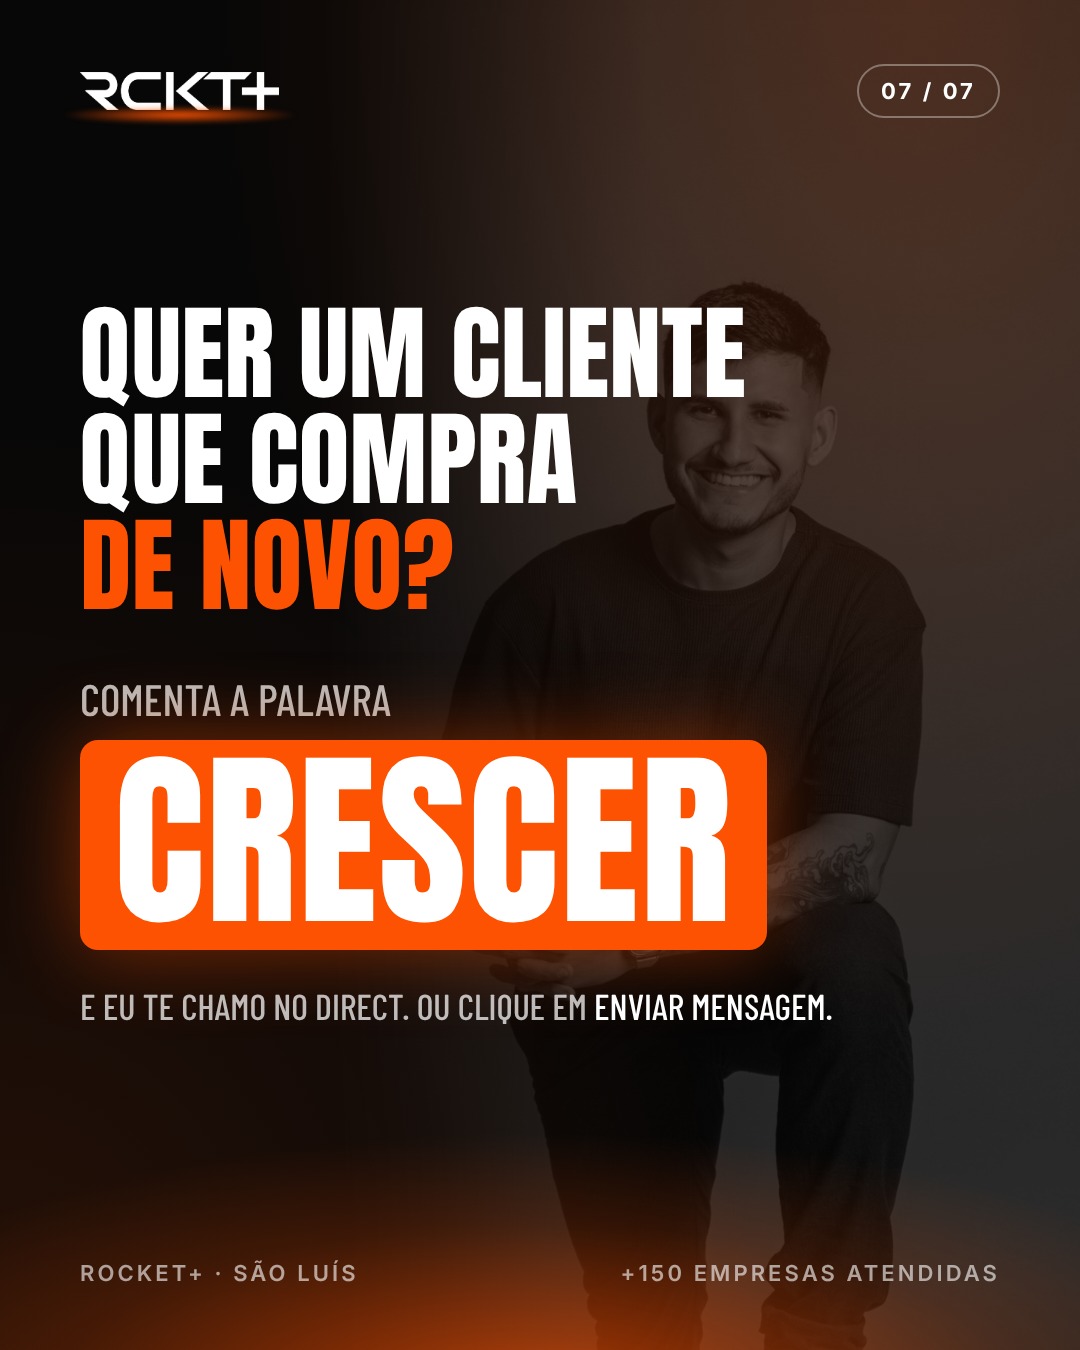 RCKT+
07 / 07
QUER UM CLIENTE
QUE COMPRA
DE NOVO?
COMENTA A PALAVRA
CRESCER
E EU TE CHAMO NO DIRECT. OU CLIQUE EM ENVIAR MENSAGEM.
ROCKET+ · SÃO LUÍS
+150 EMPRESAS ATENDIDAS